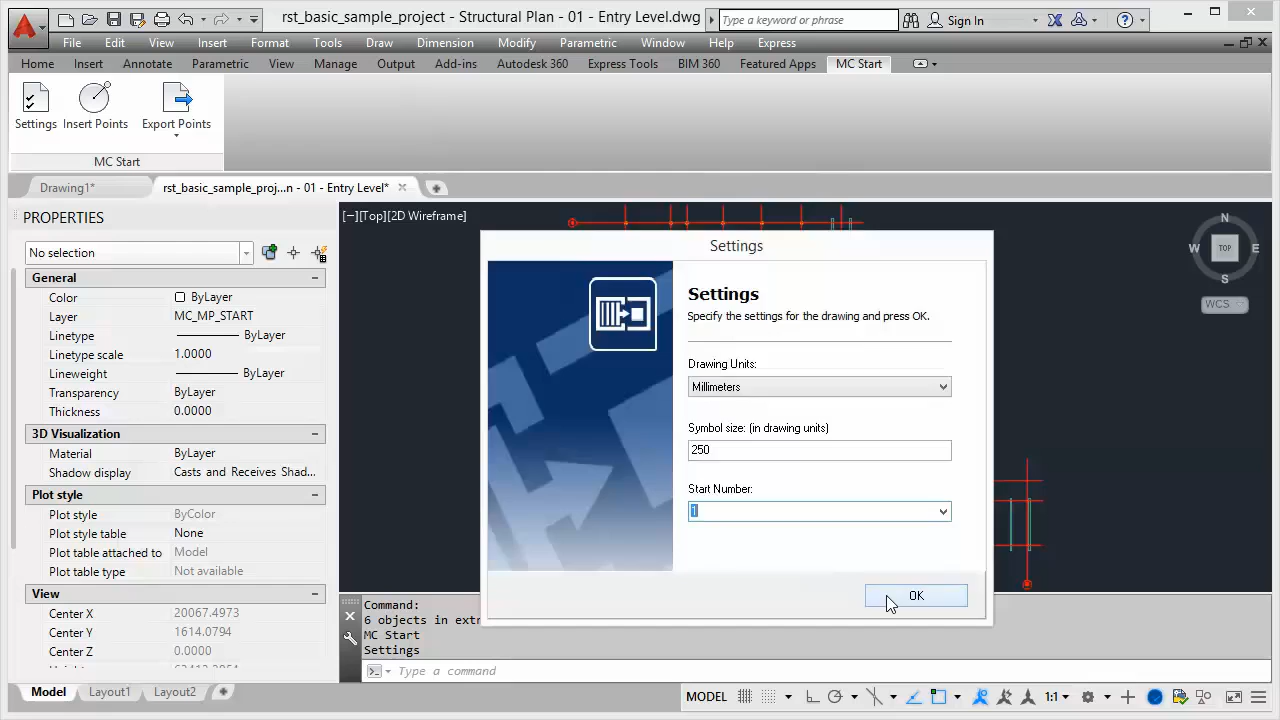 rst_basic_sample_project - Structural Plan - 01 - Entry Level.dwg
Type a keyword or phrase
Sign In
File Edit View Insert Format Tools Draw Dimension Modify Parametric Window Help Express
Home Insert Annotate Parametric View Manage Output Add-ins Autodesk 360 Express Tools BIM 360 Featured Apps MC Start
Settings Insert Points Export Points
MC Start
Drawing1* rst_basic_sample_proj...n - 01 - Entry Level*
PROPERTIES
[−][Top][2D Wireframe]
No selection
General
Color ByLayer
Layer MC_MP_START
Linetype ByLayer
Linetype scale 1.0000
Lineweight ByLayer
Transparency ByLayer
Thickness 0.0000
3D Visualization
Material ByLayer
Shadow display Casts and Receives Shad...
Plot style
Plot style ByColor
Plot style table None
Plot table attached to Model
Plot table type Not available
View
Center X 20067.4973
Center Y 1614.0794
Center Z 0.0000
N
W TOP E
S
WCS
Settings
Settings
Specify the settings for the drawing and press OK.
Drawing Units:
Millimeters
Symbol size: (in drawing units)
250
Start Number:
1
OK
Command:
6 objects in extr
MC Start
Settings
Type a command
Model Layout1 Layout2
MODEL 1:1